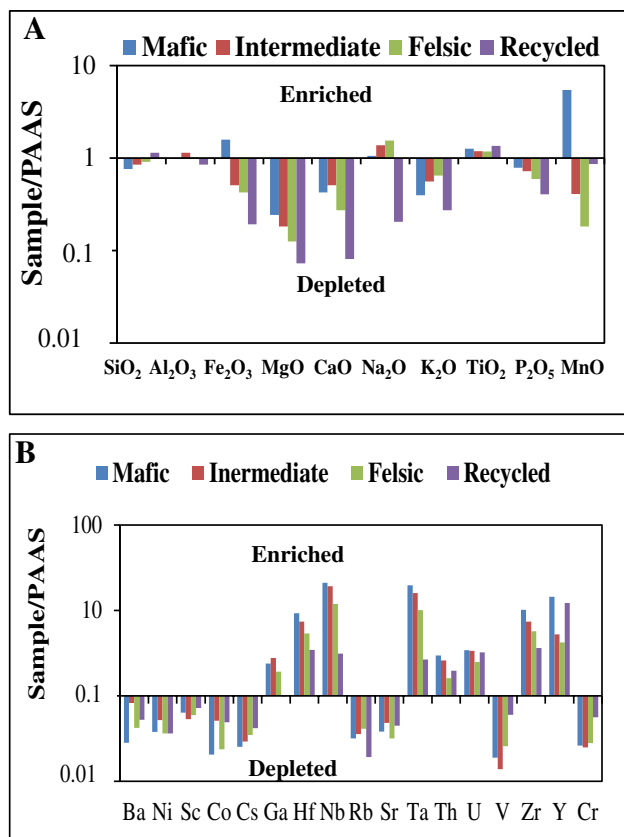 A
Mafic Intermediate Felsic Recycled
10
Enriched
1
0.1
Depleted
0.01
Sample/PAAS
SiO₂ Al₂O₃ Fe₂O₃ MgO CaO Na₂O K₂O TiO₂ P₂O₅ MnO
B
Mafic Inermediate Felsic Recycled
100
Enriched
10
0.1
0.01
Depleted
Sample/PAAS
Ba Ni Sc Co Cs Ga Hf Nb Rb Sr Ta Th U V Zr Y Cr